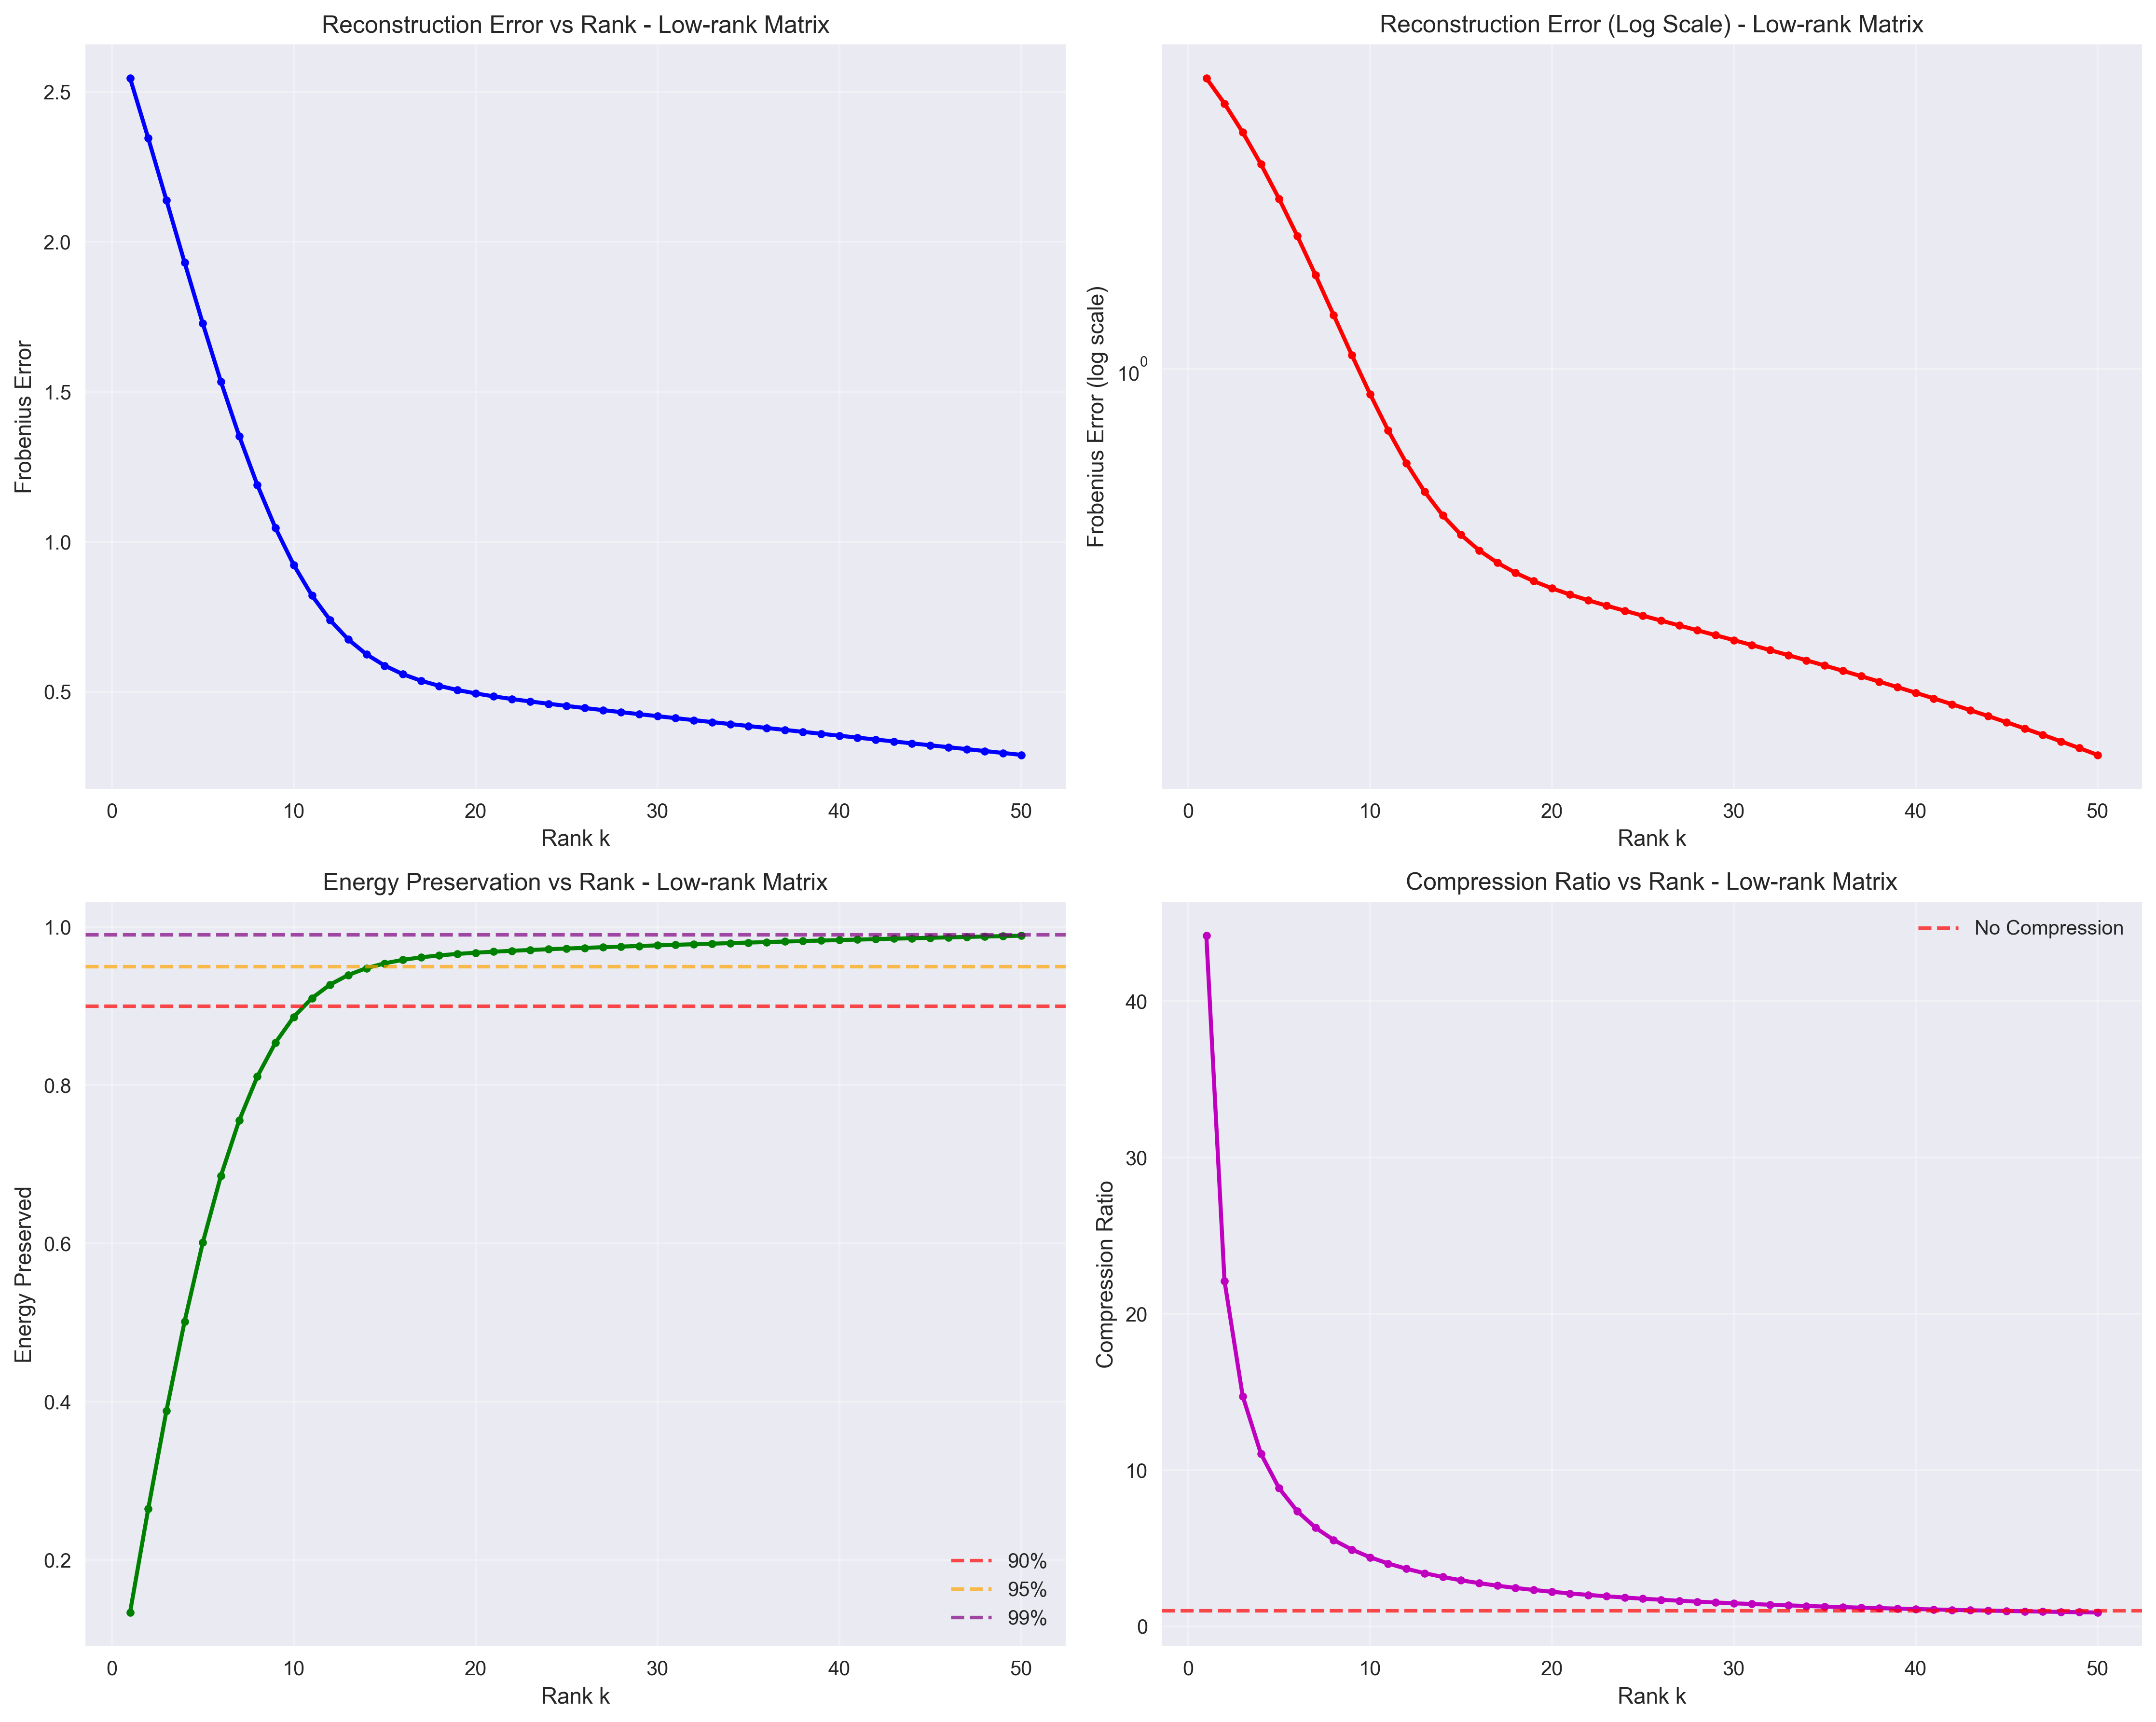 Reconstruction Error vs Rank - Low-rank Matrix
Frobenius Error
2.5
2.0
1.5
1.0
0.5
0 10 20 30 40 50
Rank k
Reconstruction Error (Log Scale) - Low-rank Matrix
Frobenius Error (log scale)
10⁰
0 10 20 30 40 50
Rank k
Energy Preservation vs Rank - Low-rank Matrix
Energy Preserved
1.0
0.8
0.6
0.4
0.2
90%
95%
99%
0 10 20 30 40 50
Rank k
Compression Ratio vs Rank - Low-rank Matrix
Compression Ratio
No Compression
40
30
20
10
0
0 10 20 30 40 50
Rank k